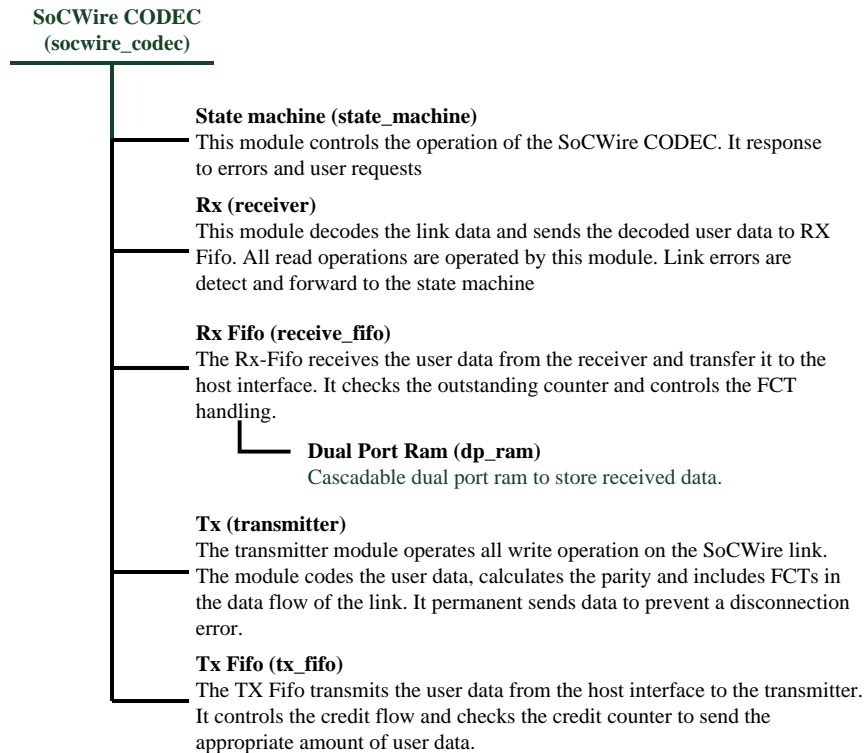 SoCWire CODEC
(socwire_codec)
State machine (state_machine)
This module controls the operation of the SoCWire CODEC. It response
to errors and user requests
Rx (receiver)
This module decodes the link data and sends the decoded user data to RX
Fifo. All read operations are operated by this module. Link errors are
detect and forward to the state machine
Rx Fifo (receive_fifo)
The Rx-Fifo receives the user data from the receiver and transfer it to the
host interface. It checks the outstanding counter and controls the FCT
handling.
Dual Port Ram (dp_ram)
Cascadable dual port ram to store received data.
Tx (transmitter)
The transmitter module operates all write operation on the SoCWire link.
The module codes the user data, calculates the parity and includes FCTs in
the data flow of the link. It permanent sends data to prevent a disconnection
error.
Tx Fifo (tx_fifo)
The TX Fifo transmits the user data from the host interface to the transmitter.
It controls the credit flow and checks the credit counter to send the
appropriate amount of user data.